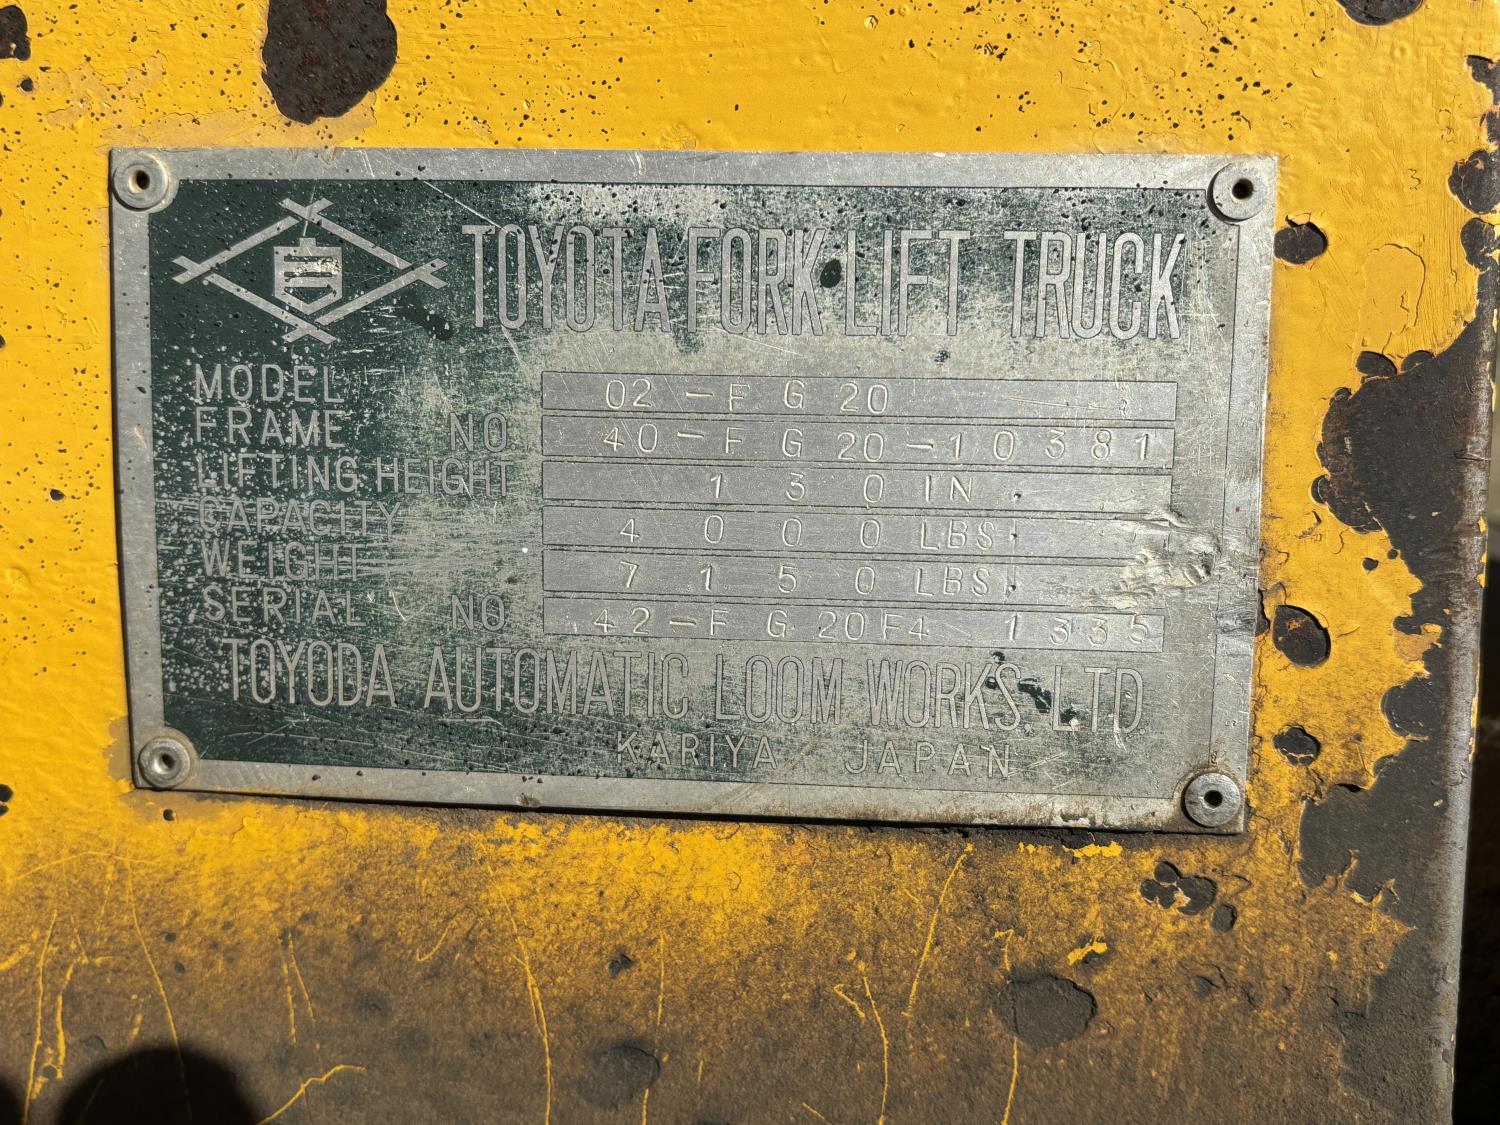 TOYOTA FORK LIFT TRUCK
MODEL 02-FG20
FRAME NO. 40-FG20-10381
LIFTING HEIGHT 130 IN.
CAPACITY 4000 LBS.
WEIGHT 7150 LBS.
SERIAL NO. 42-FG20F4 1335
TOYODA AUTOMATIC LOOM WORKS, LTD.
KARIYA JAPAN